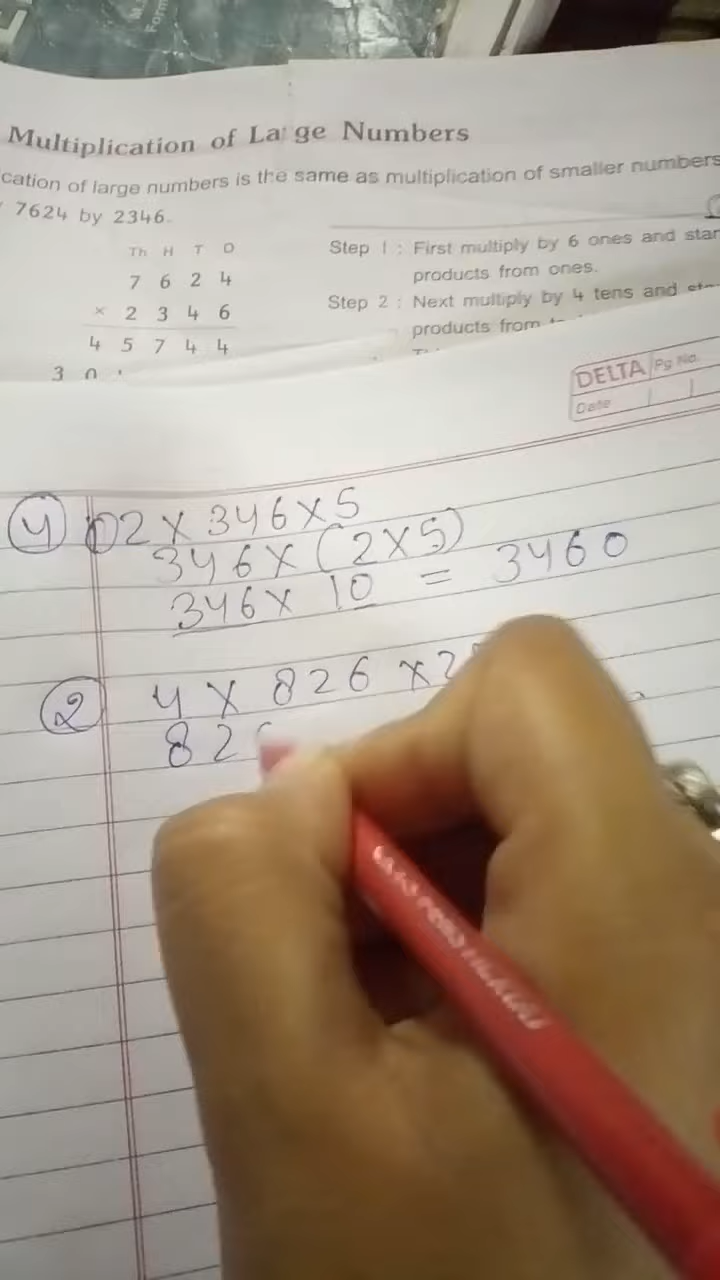 Multiplication of La ge Numbers
cation of large numbers is the same as multiplication of smaller numbers
7624 by 2346.
Th H T O
7 6 2 4
× 2 3 4 6
4 5 7 4 4
3 0
Step 1 : First multiply by 6 ones and star
products from ones.
Step 2 : Next multiply by 4 tens and
products from
DELTA Pg No.
Date
4 1 2 × 346 × 5
346 × (2×5)
346 × 10 = 3460
2 4 × 826 × 2
82